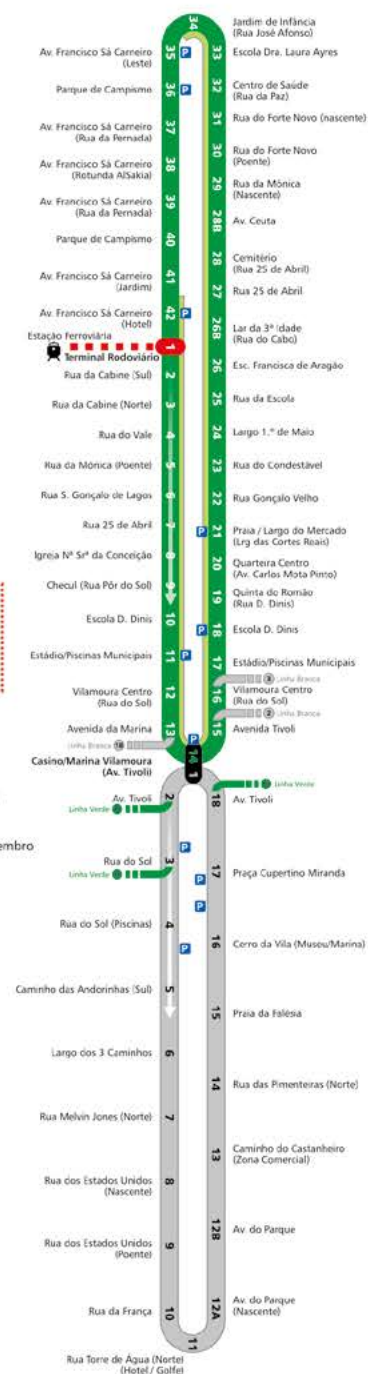 34
Jardim de Infância
(Rua José Afonso)
Av. Francisco Sá Carneiro
(Leste)
35
P
33
Escola Dra. Laura Ayres
Parque de Campismo
36
P
32
Centro de Saúde
(Rua da Paz)
Av. Francisco Sá Carneiro
(Rua da Pernada)
37
31
Rua do Forte Novo (nascente)
Av. Francisco Sá Carneiro
(Rotunda AlSakia)
38
30
Rua do Forte Novo
(Poente)
Av. Francisco Sá Carneiro
(Rua da Pernada)
39
29
Rua da Mónica
(Nascente)
Parque de Campismo
40
28B
Av. Ceuta
Av. Francisco Sá Carneiro
(Jardim)
41
28
Cemitério
(Rua 25 de Abril)
Av. Francisco Sá Carneiro
(Hotel)
42
P
27
Rua 25 de Abril
Estação Ferroviária
Terminal Rodoviário
1
26B
Lar da 3ª Idade
(Rua do Cabo)
Rua da Cabine (Sul)
2
26
Esc. Francisca de Aragão
Rua da Cabine (Norte)
3
25
Rua da Escola
Rua do Vale
4
24
Largo 1.º de Maio
Rua da Mónica (Poente)
5
23
Rua do Condestável
Rua S. Gonçalo de Lagos
6
22
Rua Gonçalo Velho
Rua 25 de Abril
7
P
21
Praia / Largo do Mercado
(Lrg das Cortes Reais)
Igreja Nª Srª da Conceição
8
20
Quarteira Centro
(Av. Carlos Mota Pinto)
Checul (Rua Pôr do Sol)
9
19
Quinta do Romão
(Rua D. Dinis)
Escola D. Dinis
10
P
18
Escola D. Dinis
Estádio/Piscinas Municipais
11
P
17
Estádio/Piscinas Municipais
3 Linha Branca
Vilamoura Centro
(Rua do Sol)
12
16
Vilamoura Centro
(Rua do Sol)
2 Linha Branca
Avenida da Marina
13
15
Avenida Tivoli
Linha Branca 18
P
Casino/Marina Vilamoura
(Av. Tivoli)
14
1
Av. Tivoli
2
Linha Verde
18
Av. Tivoli
Linha Verde
embro
Rua do Sol
3
Linha Verde
P
P
17
Praça Cupertino Miranda
P
Rua do Sol (Piscinas)
4
P
16
Cerro da Vila (Museu/Marina)
Caminho das Andorinhas (Sul)
5
15
Praia da Falésia
Largo dos 3 Caminhos
6
14
Rua das Pimenteiras (Norte)
Rua Melvin Jones (Norte)
7
13
Caminho do Castanheiro
(Zona Comercial)
Rua dos Estados Unidos
(Nascente)
8
12B
Av. do Parque
Rua dos Estados Unidos
(Poente)
9
12A
Av. do Parque
(Nascente)
Rua da França
10
11
Rua Torre de Água (Norte)
(Hotel / Golfe)